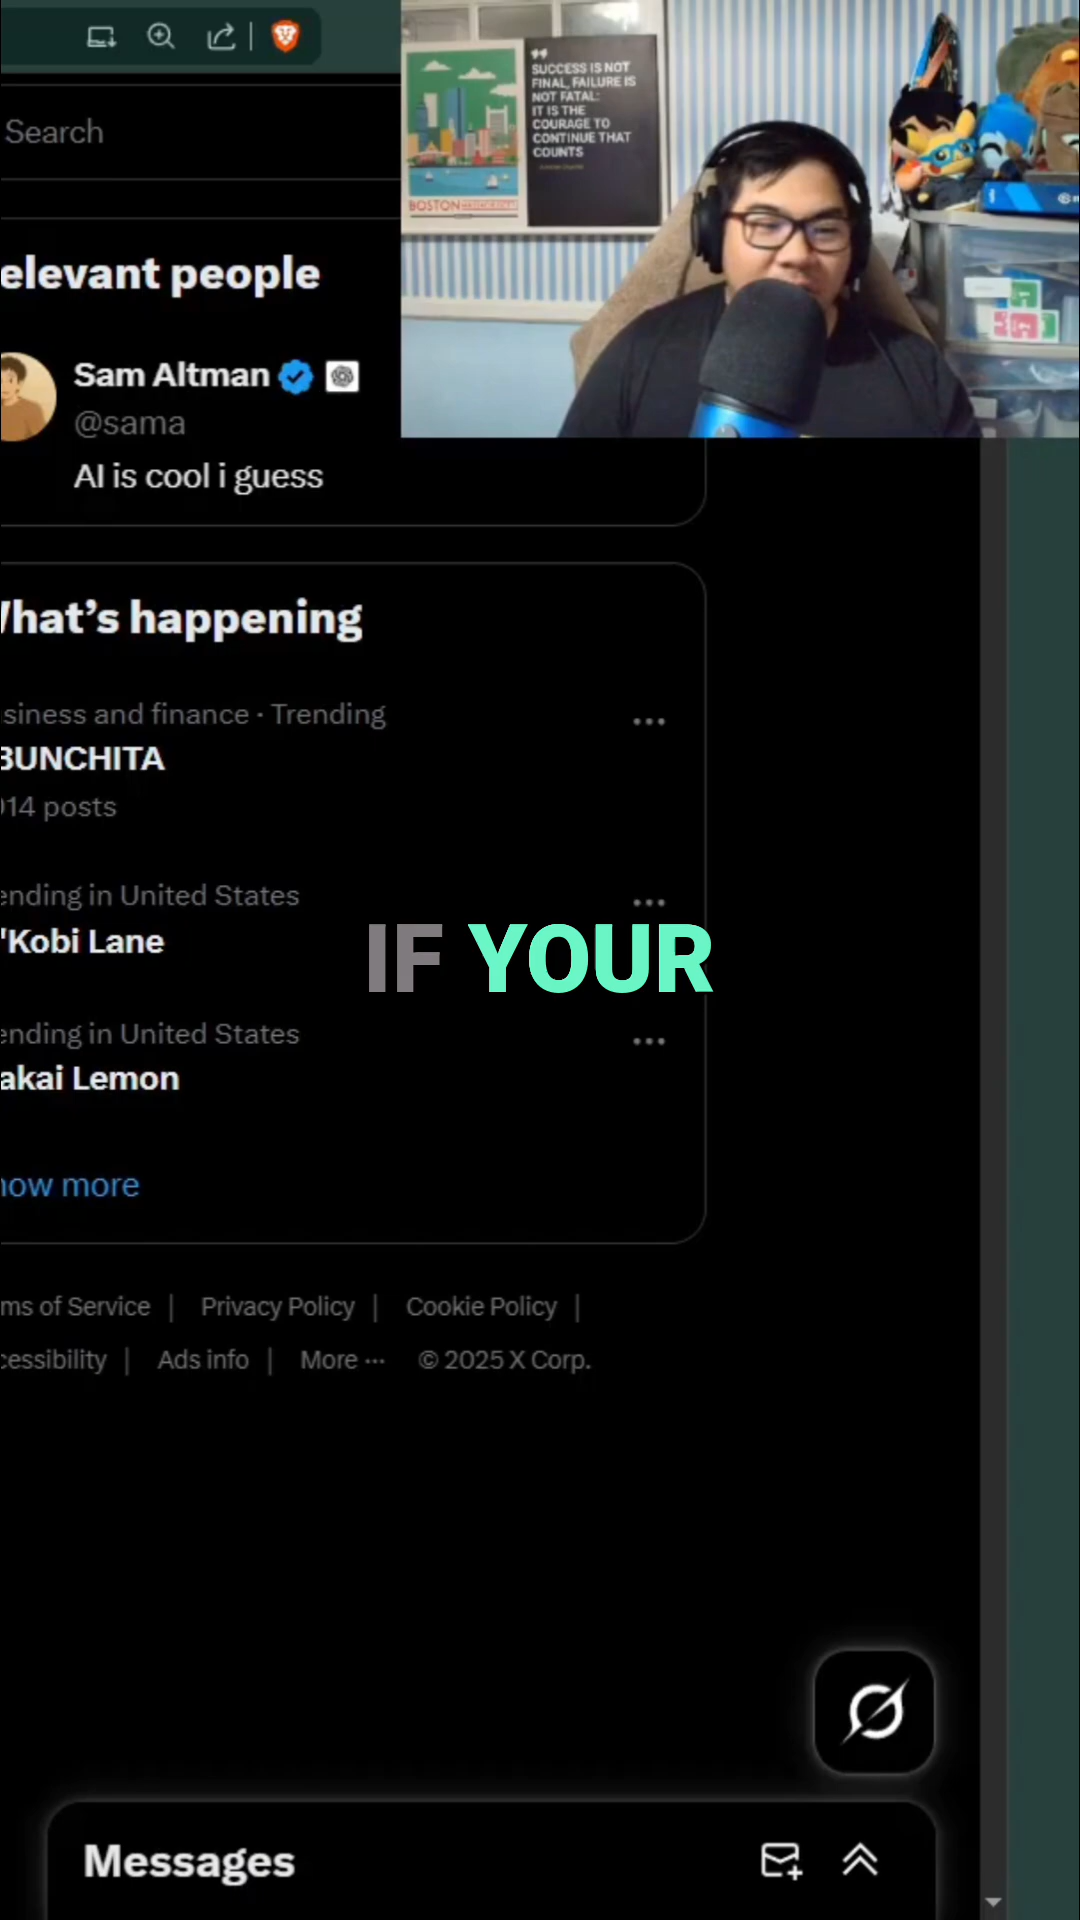 Search
SUCCESS IS NOT
FINAL, FAILURE IS
NOT FATAL:
IT IS THE
COURAGE TO
CONTINUE THAT
COUNTS
BOSTON
elevant people
Sam Altman
@sama
AI is cool i guess
hat’s happening
siness and finance · Trending
BUNCHITA
914 posts
ending in United States
'Kobi Lane
IF YOUR
ending in United States
akai Lemon
how more
ms of Service | Privacy Policy | Cookie Policy |
cessibility | Ads info | More ··· © 2025 X Corp.
Messages